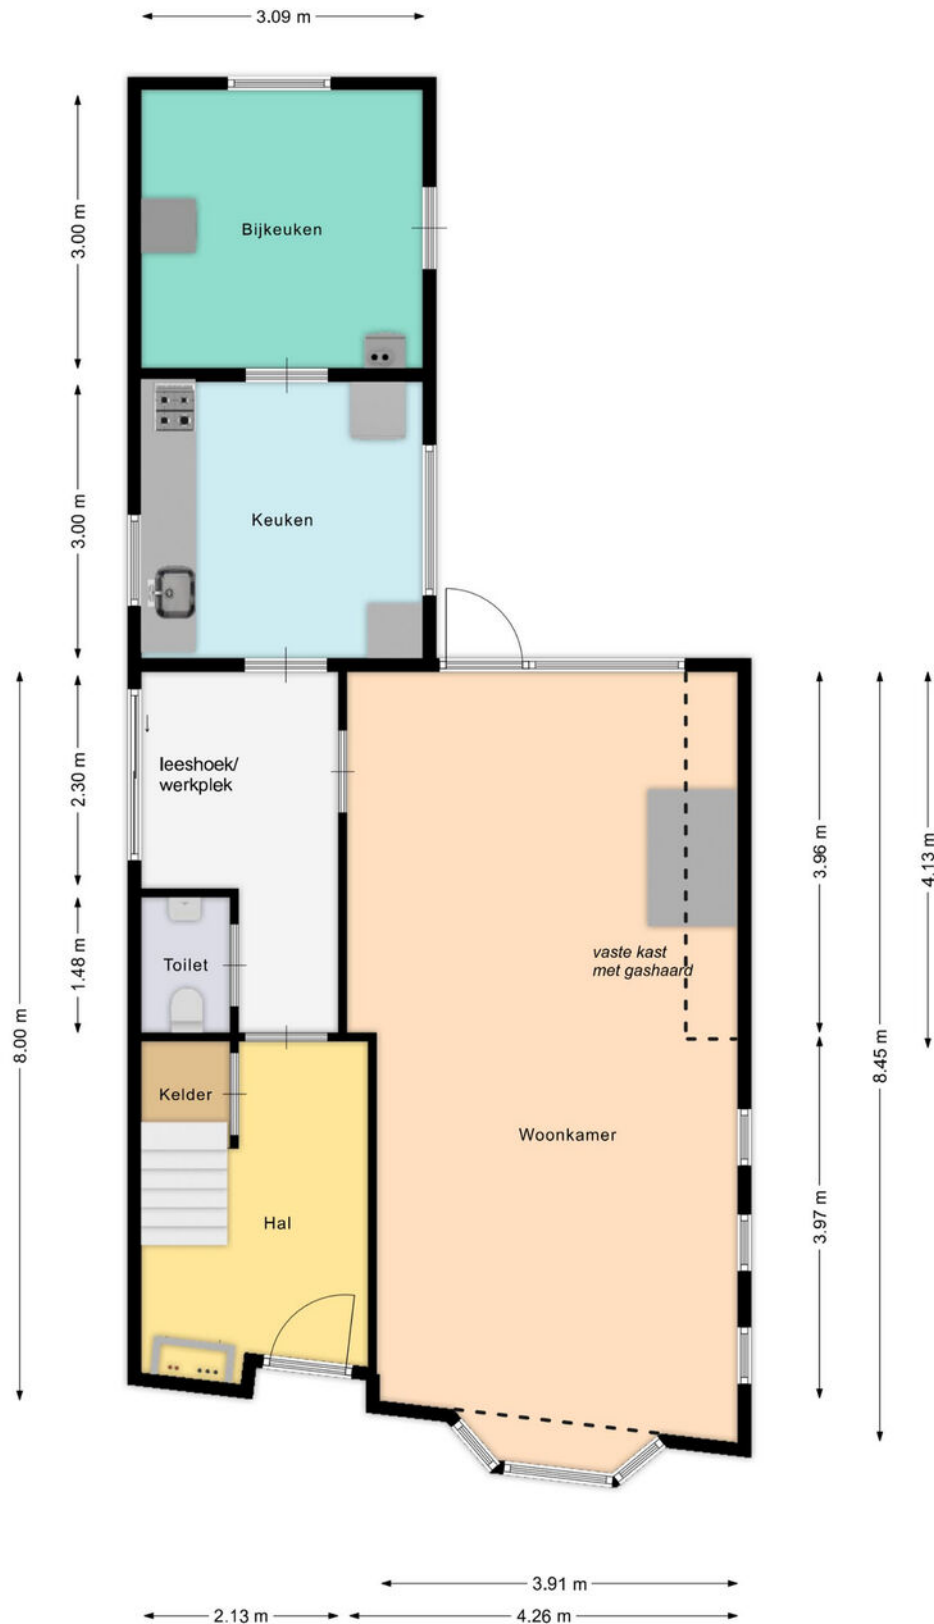 3.09 m
3.00 m
Bijkeuken
3.00 m
Keuken
8.00 m
2.30 m
leeshoek/
werkplek
1.48 m
Toilet
Kelder
Hal
vaste kast
met gashaard
Woonkamer
3.96 m
4.13 m
8.45 m
3.97 m
3.91 m
2.13 m
4.26 m